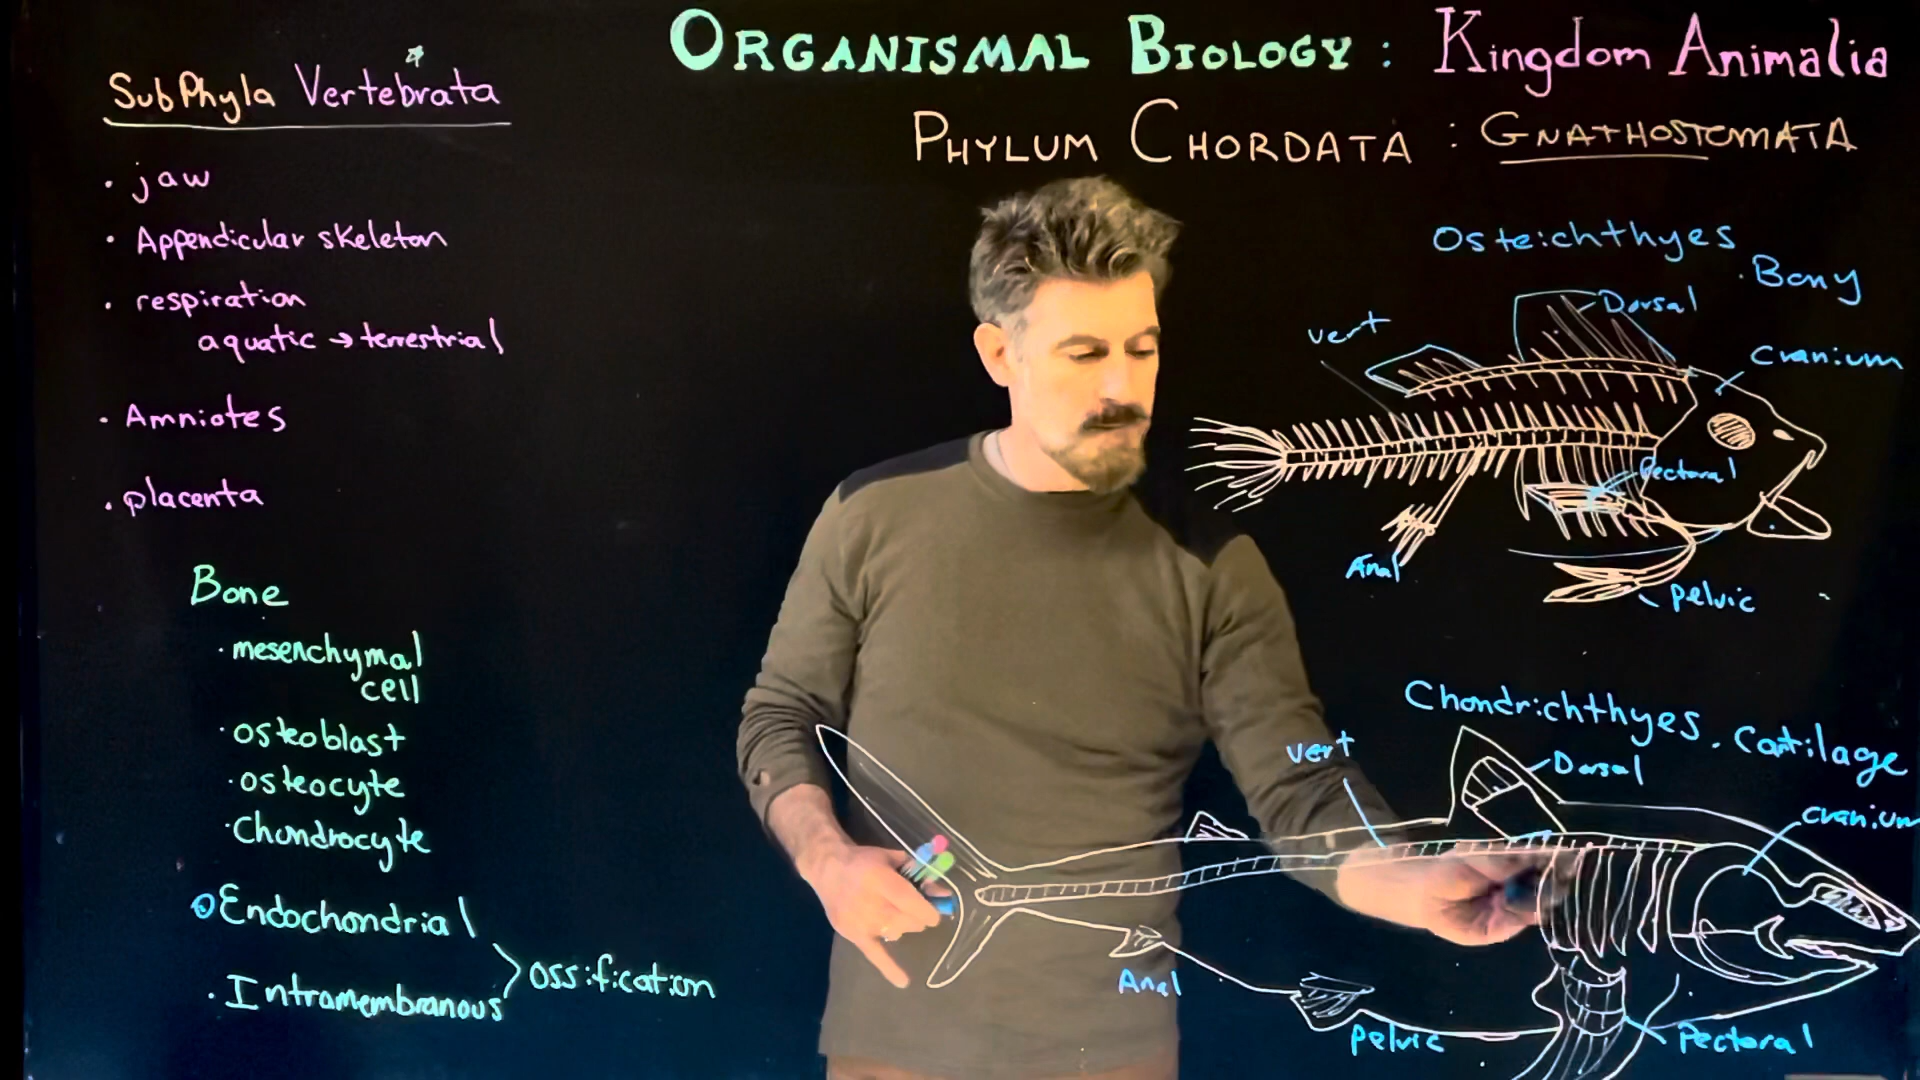 ORGANISMAL BIOLOGY : Kingdom Animalia
PHYLUM CHORDATA : GNATHOSTOMATA
SubPhyla Vertebrata
• jaw
• Appendicular skeleton
• respiration
aquatic → terrestrial
• Amniotes
• placenta
Bone
• mesenchymal
cell
• osteoblast
• osteocyte
• Chondrocyte
Endochondrial
• Intramembranous
Ossification
Osteichthyes
• Bony
Dorsal
vert
cranium
Pectoral
Anal
pelvic
Chondrichthyes . Cartilage
vert
Dorsal
cranium
Anal
pelvic
Pectoral